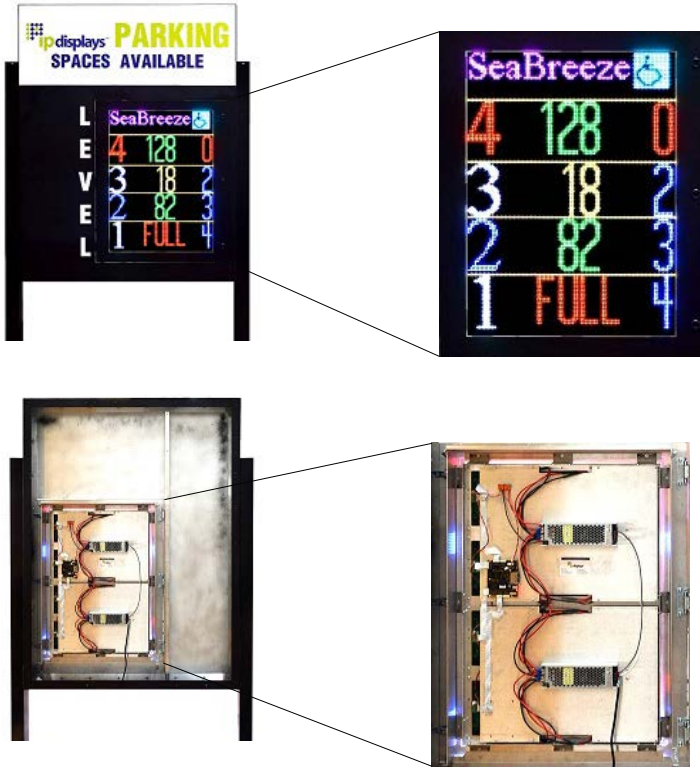 ipdisplays PARKING
SPACES AVAILABLE
LEVEL
SeaBreeze
4 128 0
3 18 2
2 82 3
1 FULL 4
SeaBreeze
4 128 0
3 18 2
2 82 3
1 FULL 4